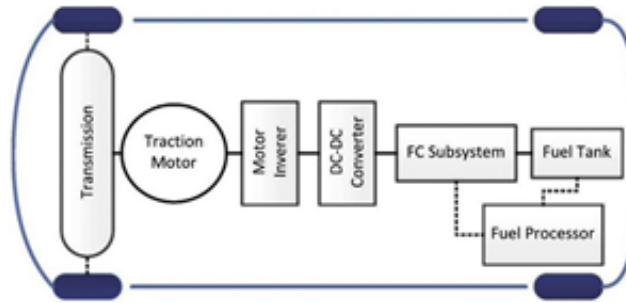 Transmission
Traction
Motor
Motor
Inverer
DC-DC
Converter
FC Subsystem
Fuel Tank
Fuel Processor